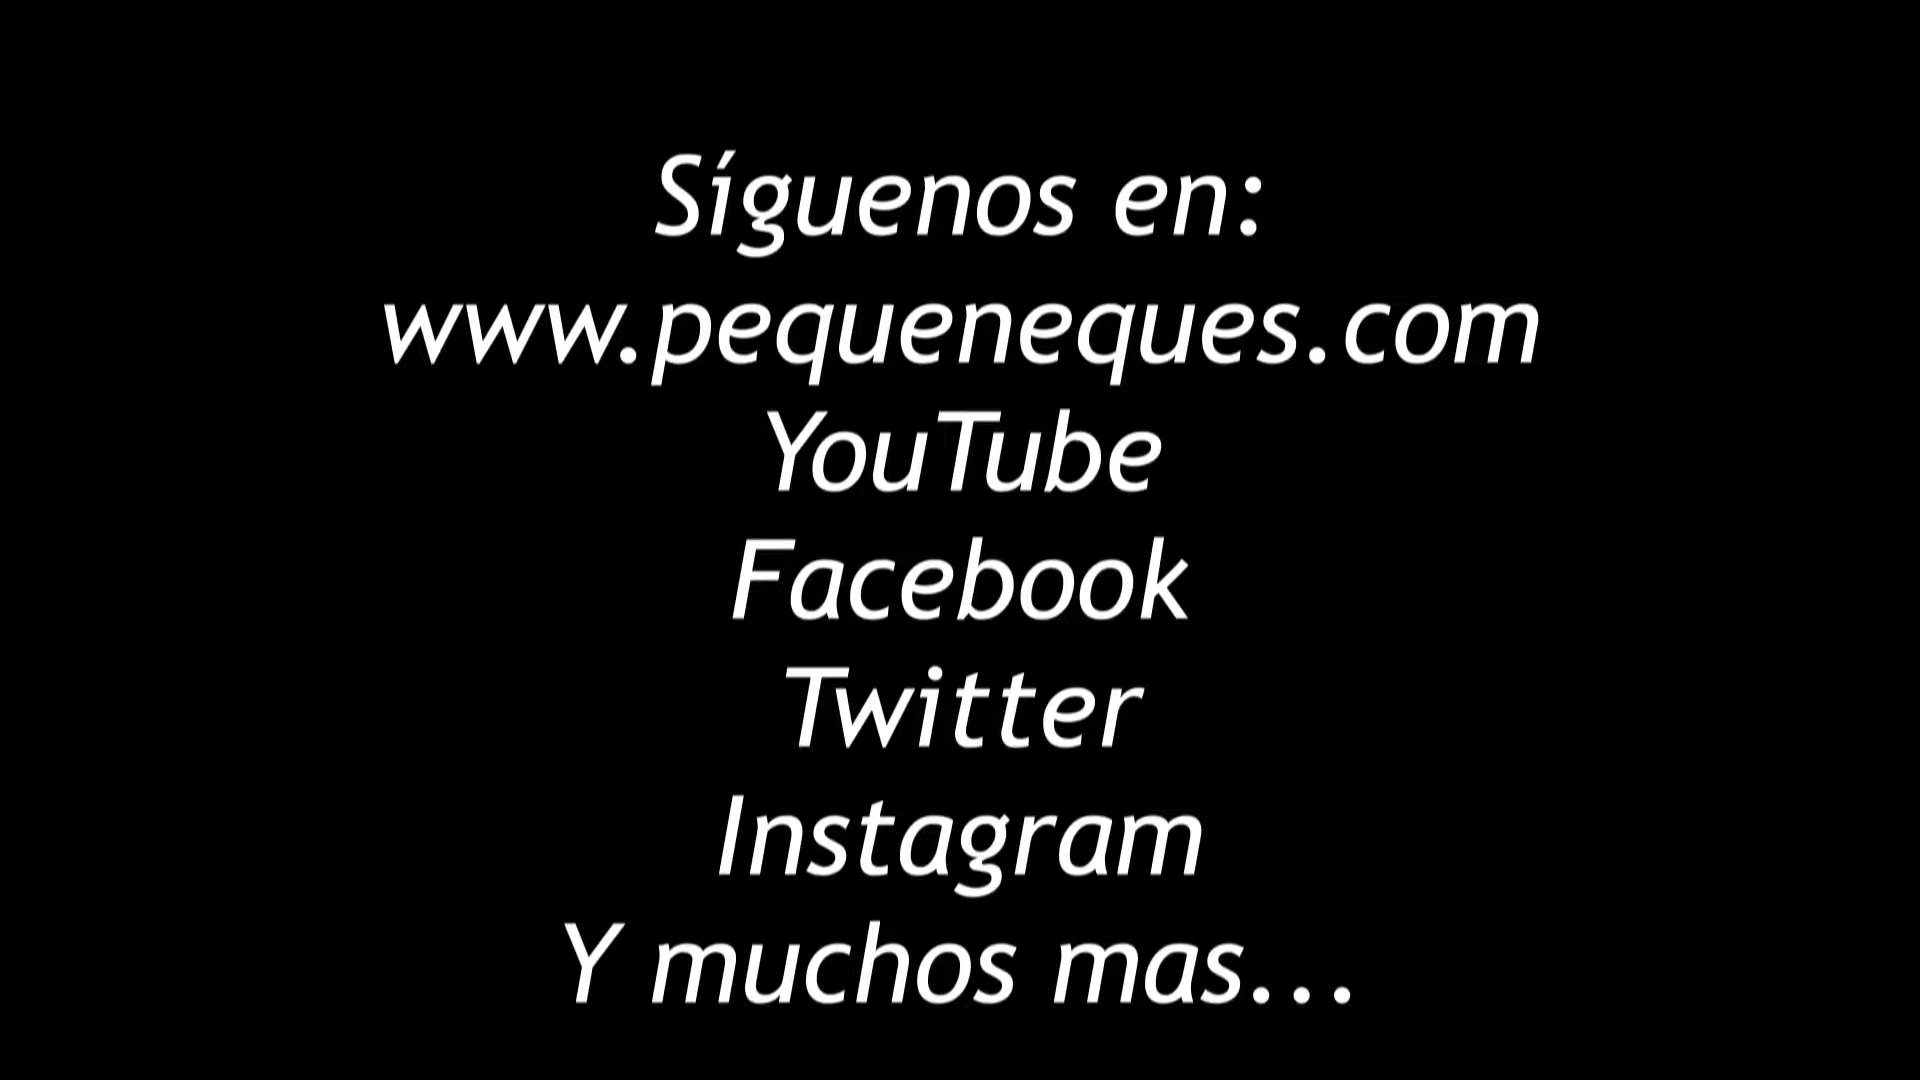 Síguenos en:
www.pequeneques.com
YouTube
Facebook
Twitter
Instagram
Y muchos mas...